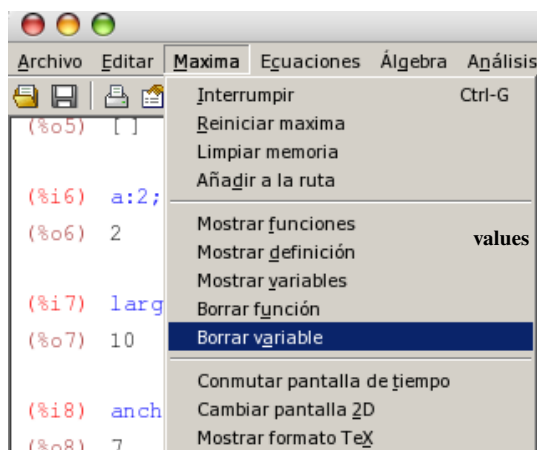 Archivo Editar Maxima Ecuaciones Álgebra Análisis
Interrumpir Ctrl-G
Reiniciar maxima
Limpiar memoria
Añadir a la ruta
Mostrar funciones
Mostrar definición
Mostrar variables
Borrar función
Borrar variable
Conmutar pantalla de tiempo
Cambiar pantalla 2D
Mostrar formato TeX
values
(%o5) [ ]
(%i6) a:2;
(%o6) 2
(%i7) larg
(%o7) 10
(%i8) anch
(%o8) 7